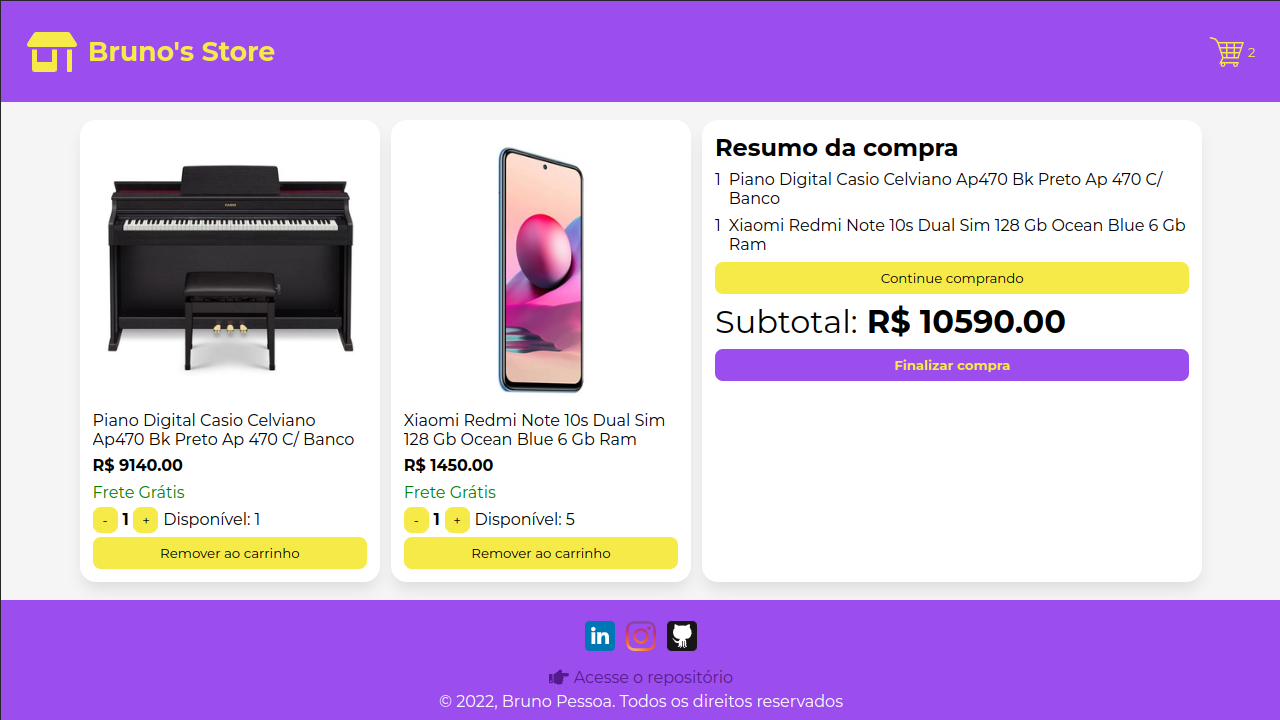 Bruno's Store
2
Piano Digital Casio Celviano
Ap470 Bk Preto Ap 470 C/ Banco
R$ 9140.00
Frete Grátis
- 1 + Disponível: 1
Remover ao carrinho
Xiaomi Redmi Note 10s Dual Sim
128 Gb Ocean Blue 6 Gb Ram
R$ 1450.00
Frete Grátis
- 1 + Disponível: 5
Remover ao carrinho
Resumo da compra
1 Piano Digital Casio Celviano Ap470 Bk Preto Ap 470 C/
Banco
1 Xiaomi Redmi Note 10s Dual Sim 128 Gb Ocean Blue 6 Gb
Ram
Continue comprando
Subtotal: R$ 10590.00
Finalizar compra
in
Acesse o repositório
© 2022, Bruno Pessoa. Todos os direitos reservados